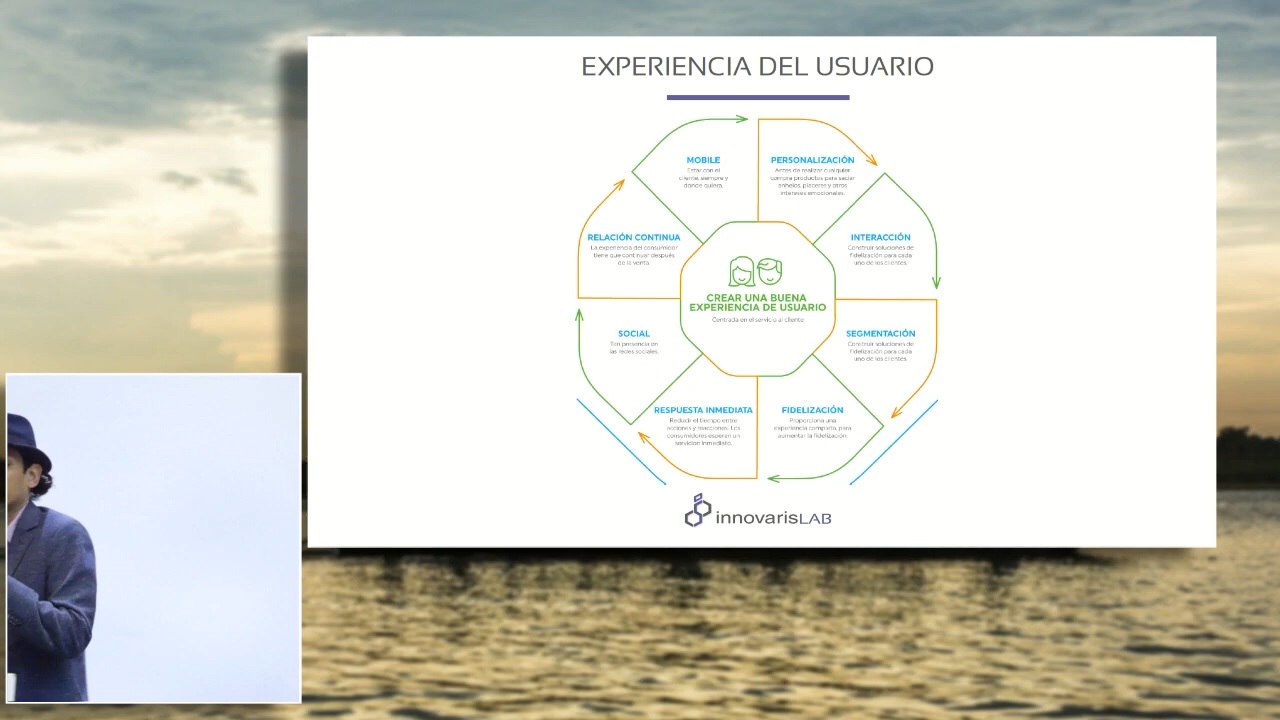 EXPERIENCIA DEL USUARIO
MOBILE
Estar con el
cliente, siempre y
donde quiera.
PERSONALIZACIÓN
Antes de realizar cualquier
compra productos para saciar
anhelos, placeres y otros
intereses emocionales.
INTERACCIÓN
Construir soluciones de
fidelización para cada
uno de los clientes.
SEGMENTACIÓN
Construir soluciones de
fidelización para cada
uno de los clientes.
FIDELIZACIÓN
Proporciona una
experiencia completa, para
aumentar la fidelización.
RESPUESTA INMEDIATA
Reducir el tiempo entre
acciones y reacciones. Los
consumidores esperan un
servicion inmediato.
SOCIAL
Ten presencia en
las redes sociales.
RELACIÓN CONTINUA
La experiencia del consumidor
tiene que continuar después
de la venta.
CREAR UNA BUENA
EXPERIENCIA DE USUARIO
Centrada en el servicio al cliente
innovarisLAB